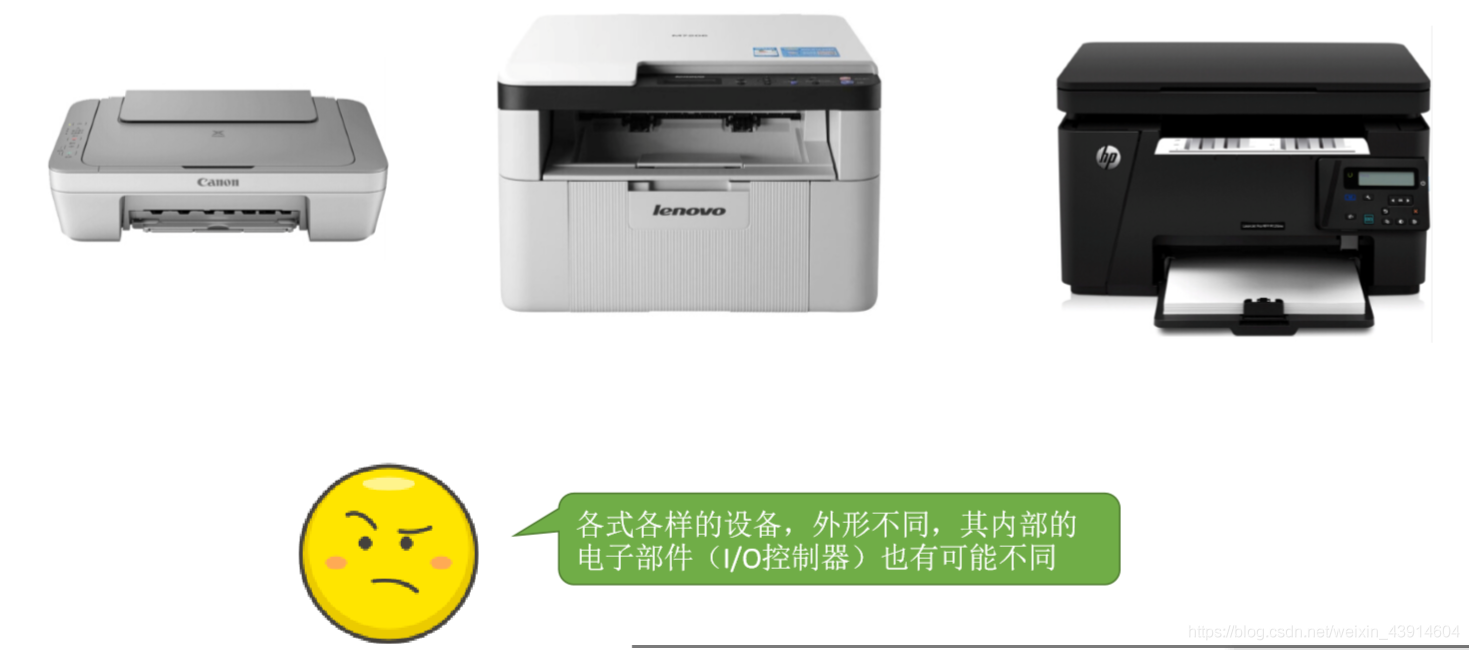 Canon
lenovo
hp
各式各样的设备，外形不同，其内部的
电子部件（I/O控制器）也有可能不同
https://blog.csdn.net/weixin_43914604